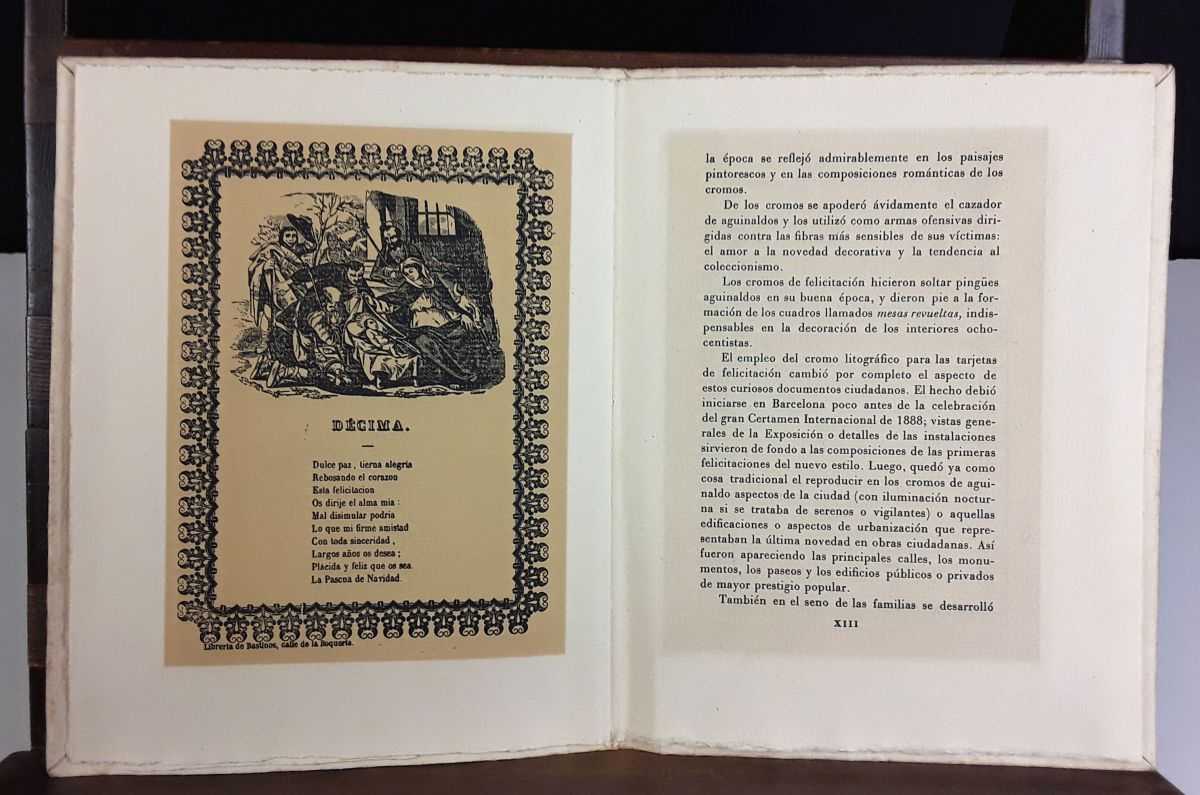 DÉCIMA.
Dulce paz, tierna alegria
Rebosando el corazon
Esta felicitacion
Os dirije el alma mia:
Mal disimular podria
Lo que mi firme amistad
Con toda sinceridad,
Largos años os desea;
Plácida y feliz que os sea
La Pascua de Navidad.
Librería de Bastinos, calle de la Boquería.
la época se reflejó admirablemente en los paisajes
pintorescos y en las composiciones románticas de los
cromos.
De los cromos se apoderó ávidamente el cazador
de aguinaldos y los utilizó como armas ofensivas diri-
gidas contra las fibras más sensibles de sus víctimas:
el amor a la novedad decorativa y la tendencia al
coleccionismo.
Los cromos de felicitación hicieron soltar pingües
aguinaldos en su buena época, y dieron pie a la for-
mación de los cuadros llamados mesas revueltas, indis-
pensables en la decoración de los interiores ocho-
centistas.
El empleo del cromo litográfico para las tarjetas
de felicitación cambió por completo el aspecto de
estos curiosos documentos ciudadanos. El hecho debió
iniciarse en Barcelona poco antes de la celebración
del gran Certamen Internacional de 1888; vistas gene-
rales de la Exposición o detalles de las instalaciones
sirvieron de fondo a las composiciones de las primeras
felicitaciones del nuevo estilo. Luego, quedó ya como
cosa tradicional el reproducir en los cromos de agui-
naldo aspectos de la ciudad (con iluminación noctur-
na si se trataba de serenos o vigilantes) o aquellas
edificaciones o aspectos de urbanización que repre-
sentaban la última novedad en obras ciudadanas. Así
fueron apareciendo las principales calles, los monu-
mentos, los paseos y los edificios públicos o privados
de mayor prestigio popular.
También en el seno de las familias se desarrolló
XIII